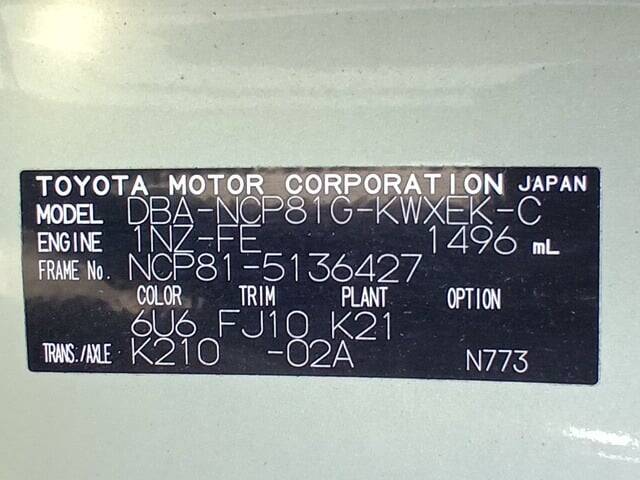 TOYOTA MOTOR CORPORATION JAPAN
MODEL DBA-NCP81G-KWXEK-C
ENGINE 1NZ-FE 1496 mL
FRAME No. NCP81-5136427
COLOR TRIM PLANT OPTION
6U6 FJ10 K21
TRANS./AXLE K210 -02A N773